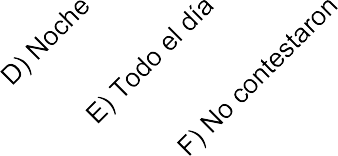 D) Noche
E) Todo el día
F) No contestaron